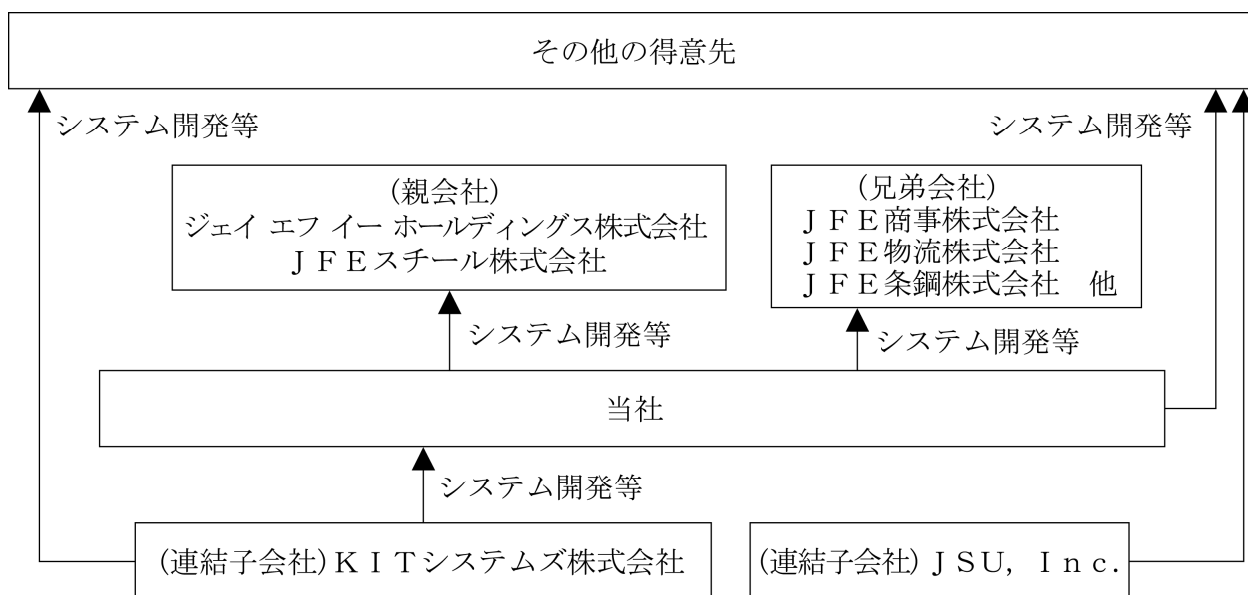 その他の得意先
システム開発等
システム開発等
(親会社)
ジェイ エフ イー ホールディングス株式会社
ＪＦＥスチール株式会社
(兄弟会社)
ＪＦＥ商事株式会社
ＪＦＥ物流株式会社
ＪＦＥ条鋼株式会社　他
システム開発等
システム開発等
当社
システム開発等
(連結子会社)ＫＩＴシステムズ株式会社
(連結子会社)ＪＳＵ, Ｉｎｃ.